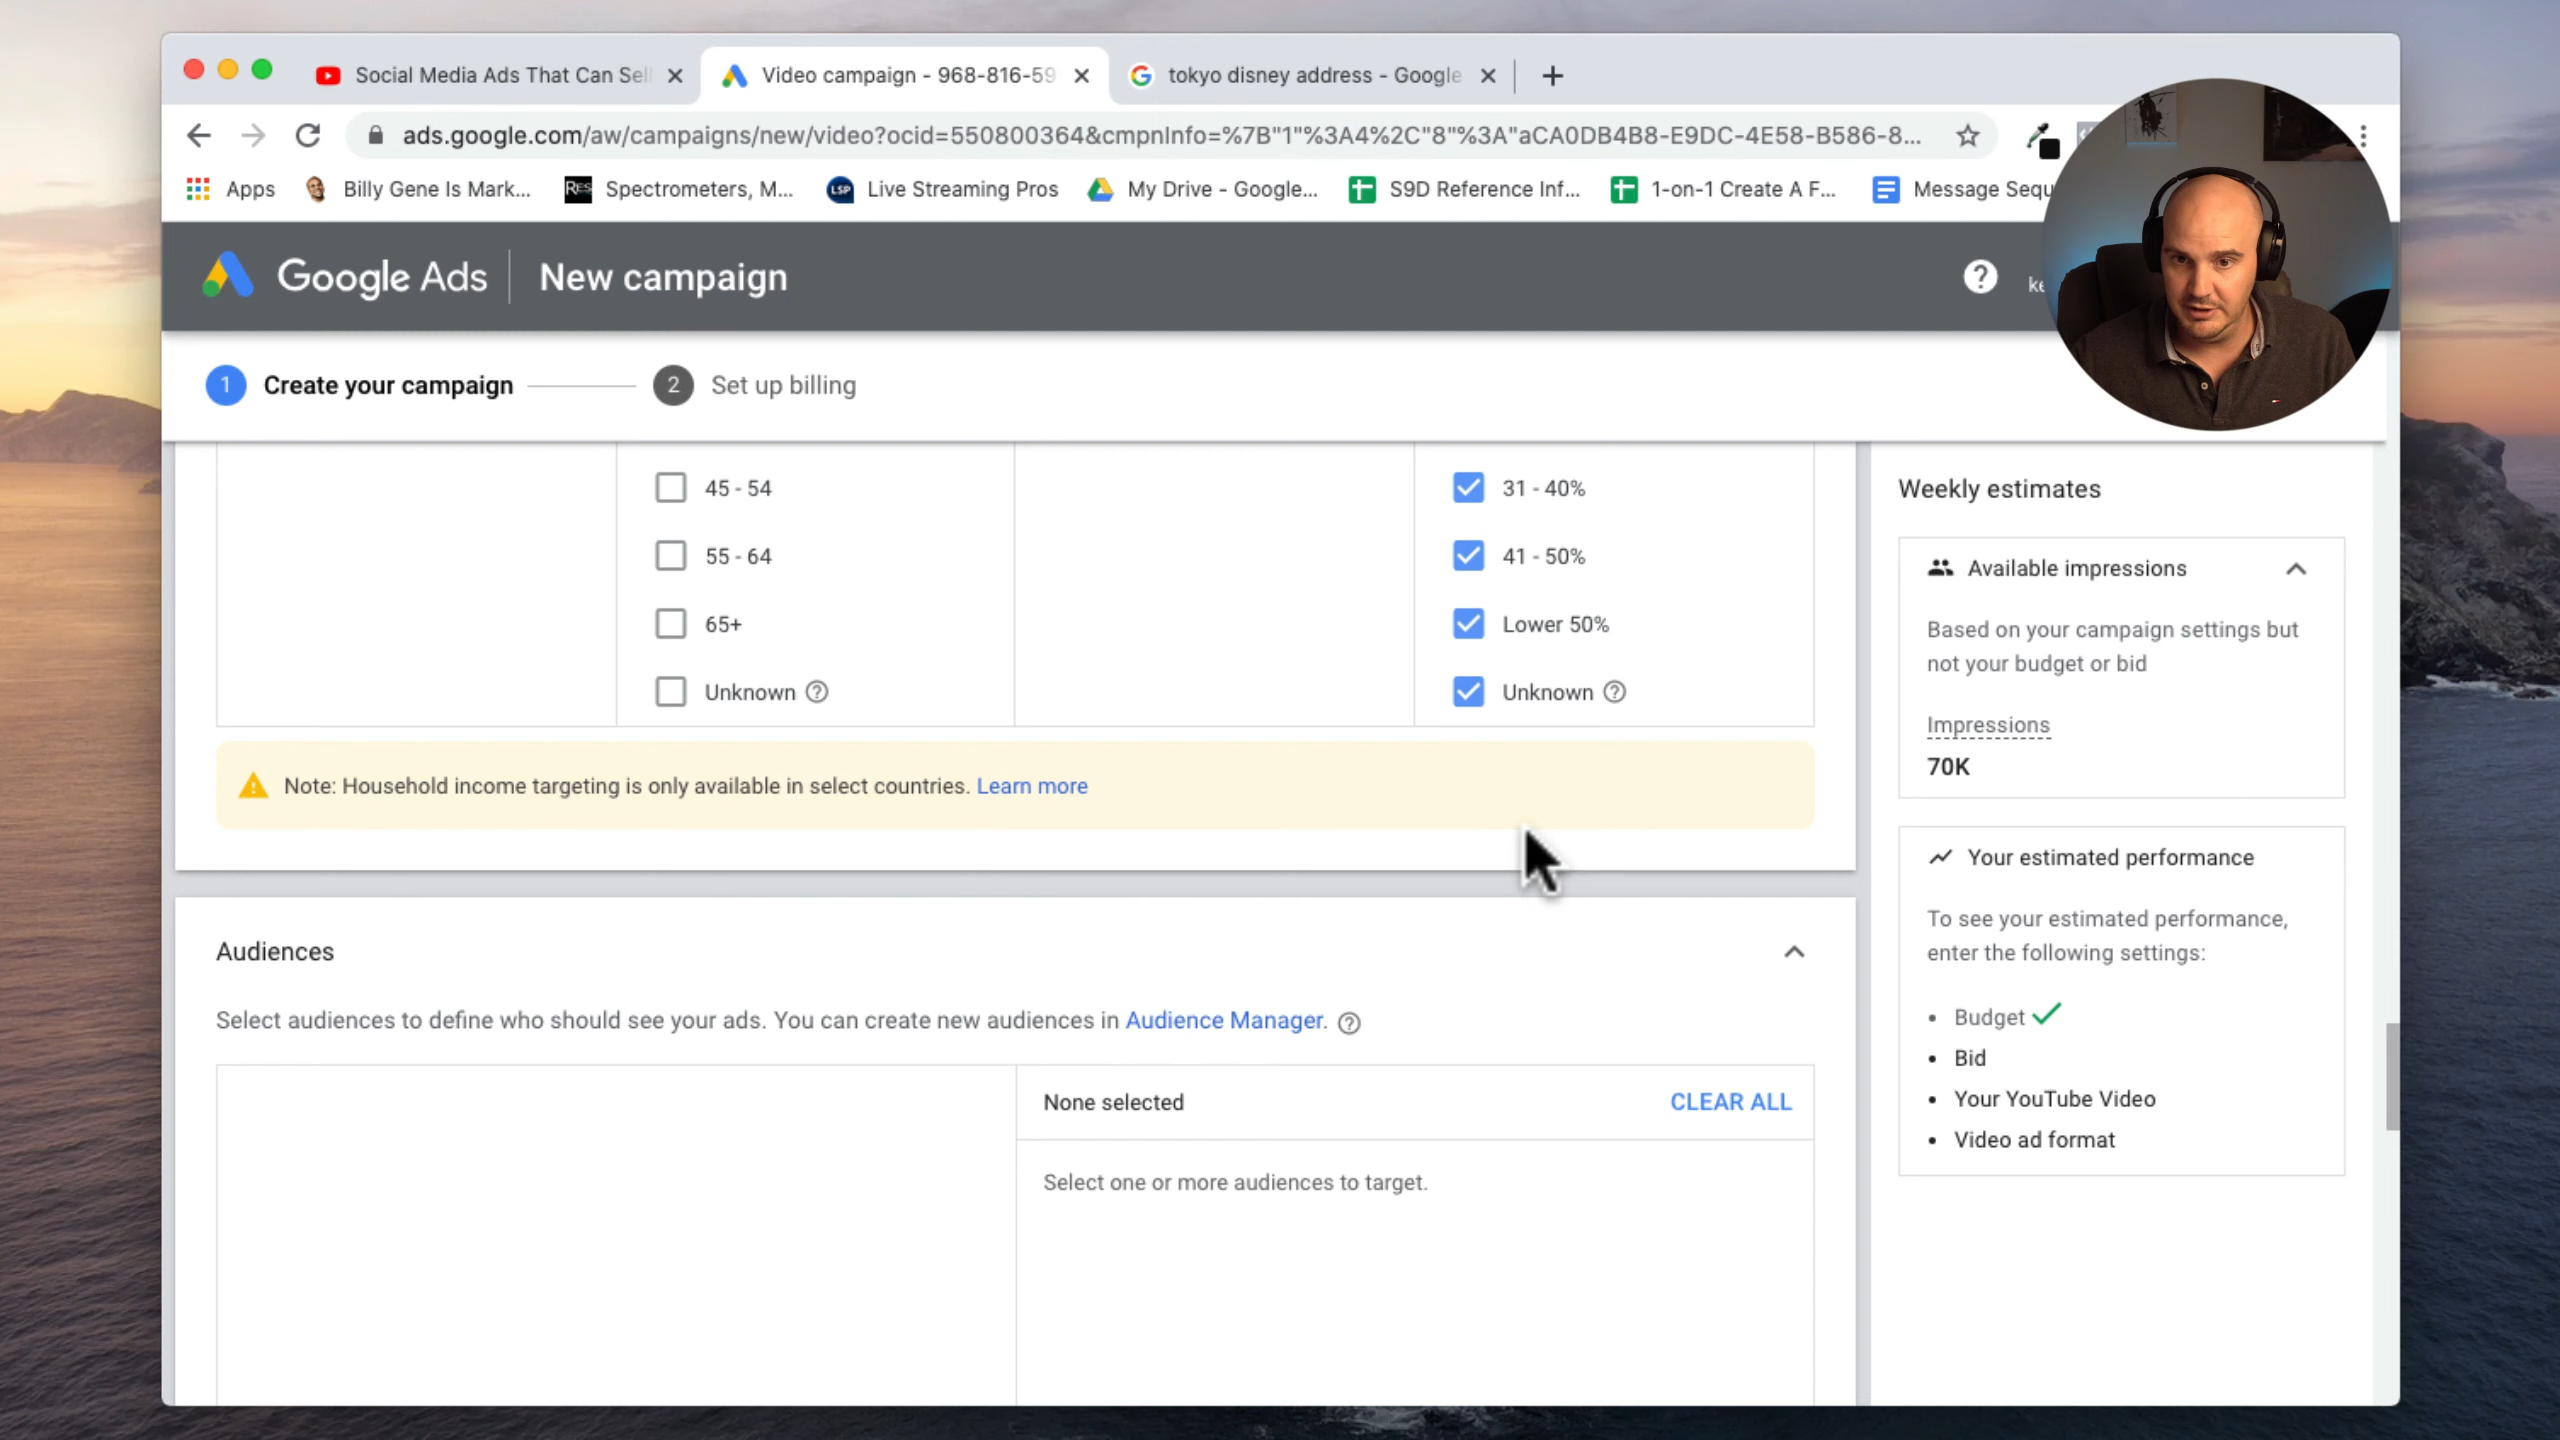 Social Media Ads That Can Sell
Video campaign - 968-816-59
tokyo disney address - Google
ads.google.com/aw/campaigns/new/video?ocid=550800364&cmpnInfo=%7B"1"%3A4%2C"8"%3A"aCA0DB4B8-E9DC-4E58-B586-8...
Apps
Billy Gene Is Mark...
RES
Spectrometers, M...
LSP
Live Streaming Pros
My Drive - Google...
S9D Reference Inf...
1-on-1 Create A F...
Message Sequ
Google Ads
New campaign
ke
1 Create your campaign
2 Set up billing
45 - 54
31 - 40%
55 - 64
41 - 50%
65+
Lower 50%
Unknown
Unknown
Note: Household income targeting is only available in select countries. Learn more
Audiences
Select audiences to define who should see your ads. You can create new audiences in Audience Manager.
None selected
CLEAR ALL
Select one or more audiences to target.
Weekly estimates
Available impressions
Based on your campaign settings but
not your budget or bid
Impressions
70K
Your estimated performance
To see your estimated performance,
enter the following settings:
• Budget
• Bid
• Your YouTube Video
• Video ad format